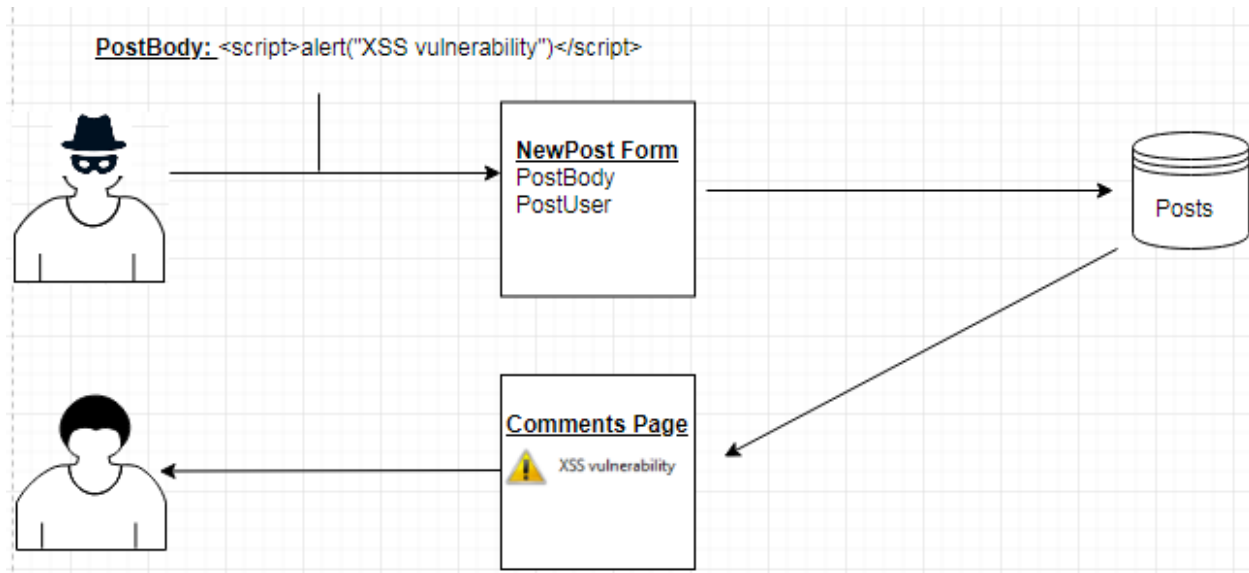 PostBody: <script>alert("XSS vulnerability")</script>
NewPost Form
PostBody
PostUser
Posts
Comments Page
XSS vulnerability